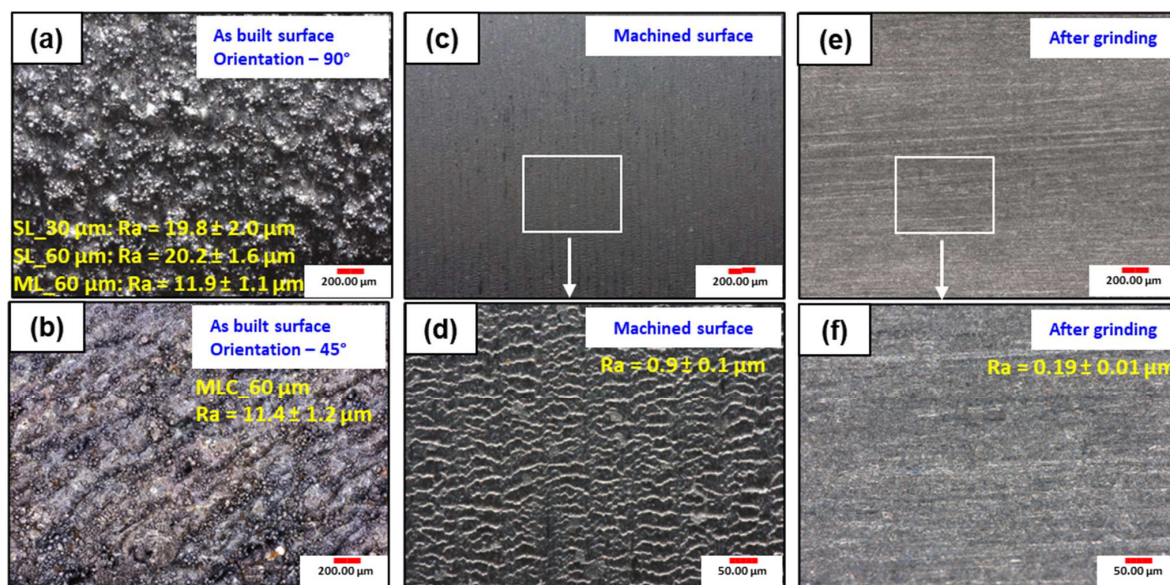 (a)
As built surface
Orientation – 90°
SL_30 µm: Ra = 19.8 ± 2.0 µm
SL_60 µm: Ra = 20.2 ± 1.6 µm
ML_60 µm: Ra = 11.9 ± 1.1 µm
200.00 µm
(c)
Machined surface
200.00 µm
(e)
After grinding
200.00 µm
(b)
As built surface
Orientation – 45°
MLC_60 µm
Ra = 11.4 ± 1.2 µm
200.00 µm
(d)
Machined surface
Ra = 0.9 ± 0.1 µm
50.00 µm
(f)
After grinding
Ra = 0.19 ± 0.01 µm
50.00 µm